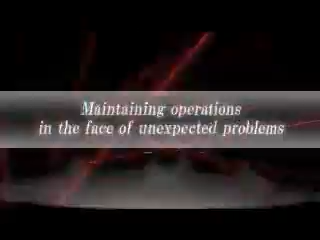 Maintaining operations
in the face of unexpected problems